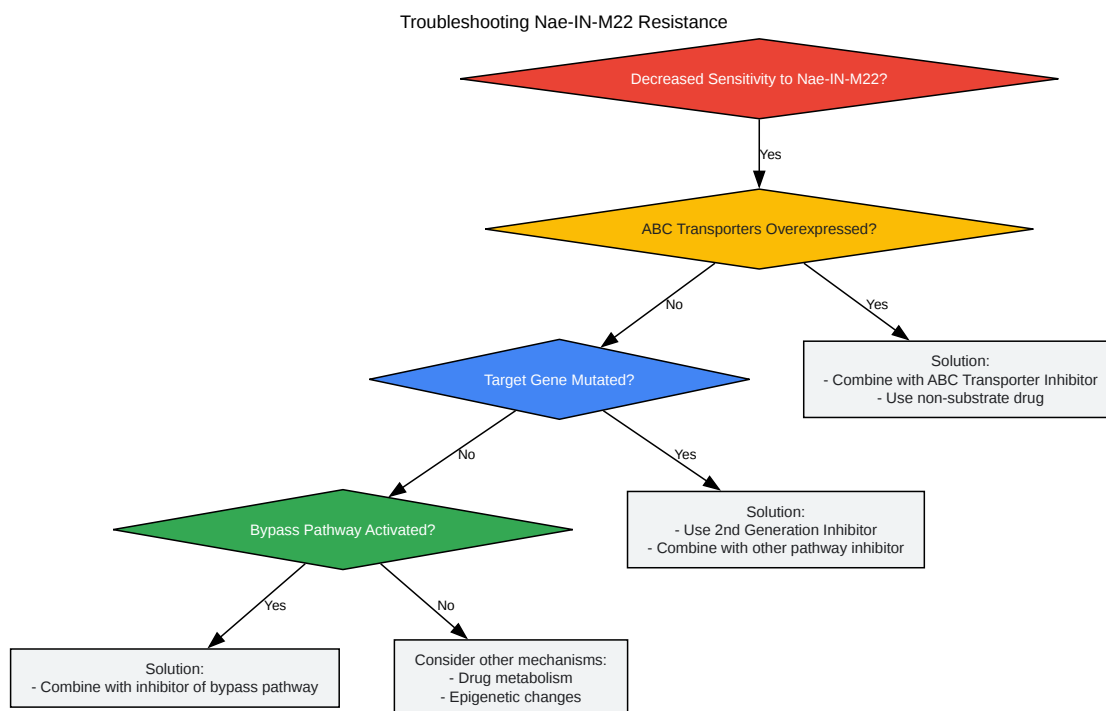 Troubleshooting Nae-IN-M22 Resistance
Decreased Sensitivity to Nae-IN-M22?
Yes
ABC Transporters Overexpressed?
No
Yes
Target Gene Mutated?
Solution:
- Combine with ABC Transporter Inhibitor
- Use non-substrate drug
No
Yes
Bypass Pathway Activated?
Solution:
- Use 2nd Generation Inhibitor
- Combine with other pathway inhibitor
Yes
No
Solution:
- Combine with inhibitor of bypass pathway
Consider other mechanisms:
- Drug metabolism
- Epigenetic changes